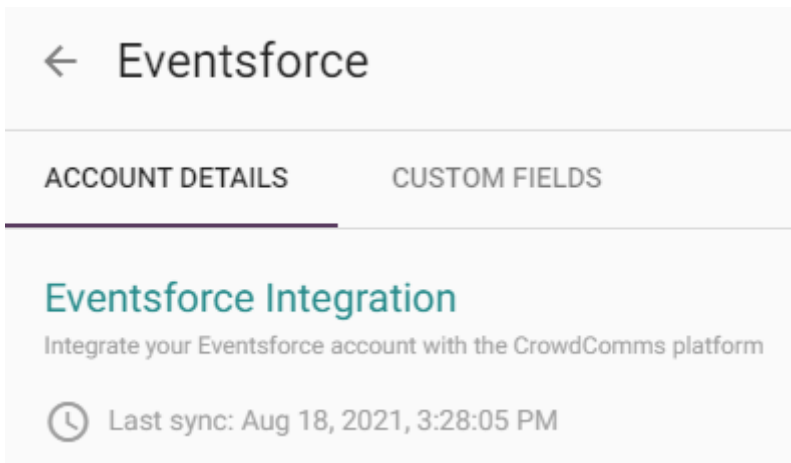 Eventsforce
ACCOUNT DETAILS CUSTOM FIELDS
Eventsforce Integration
Integrate your Eventsforce account with the CrowdComms platform
Last sync: Aug 18, 2021, 3:28:05 PM